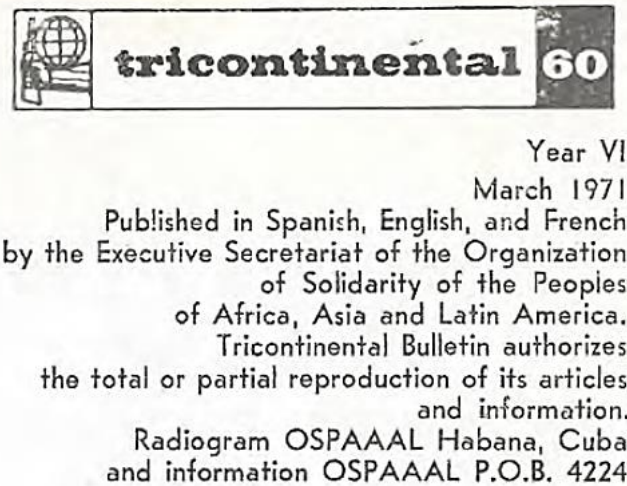 tricontinental 60
Year VI
March 1971
Published in Spanish, English, and French
by the Executive Secretariat of the Organization
of Solidarity of the Peoples
of Africa, Asia and Latin America.
Tricontinental Bulletin authorizes
the total or partial reproduction of its articles
and information.
Radiogram OSPAAAL Habana, Cuba
and information OSPAAAL P.O.B. 4224